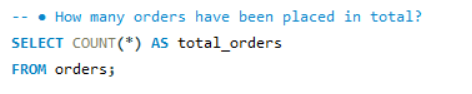 -- • How many orders have been placed in total?
SELECT COUNT(*) AS total_orders
FROM orders;